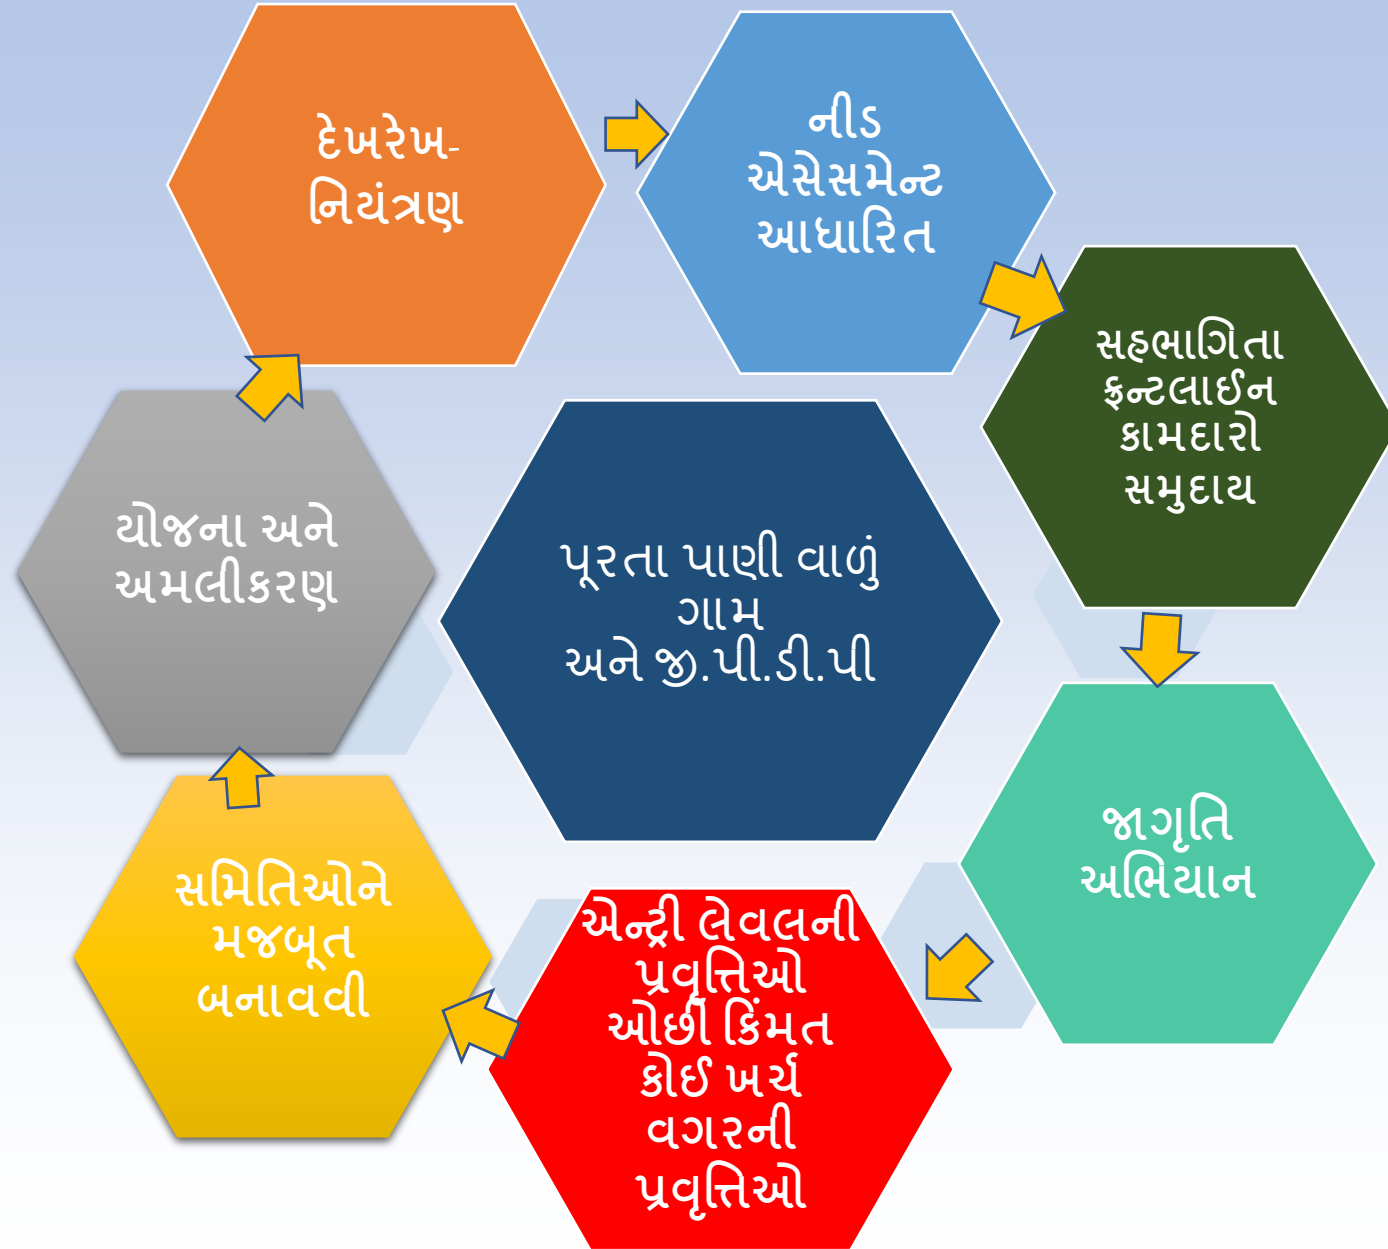 દેખરેખ-
નિયંત્રણ
નીડ
એસેસમેન્ટ
આધારિત
સહભાગિતા
ફ્રન્ટલાઈન
કામદારો
સમુદાય
યોજના અને
અમલીકરણ
પૂરતા પાણી વાળું
ગામ
અને જી.પી.ડી.પી
જાગૃતિ
અભિયાન
સમિતિઓને
મજબૂત
બનાવવી
એન્ટ્રી લેવલની
પ્રવૃત્તિઓ
ઓછી કિંમત
કોઈ ખર્ચ
વગરની
પ્રવૃત્તિઓ